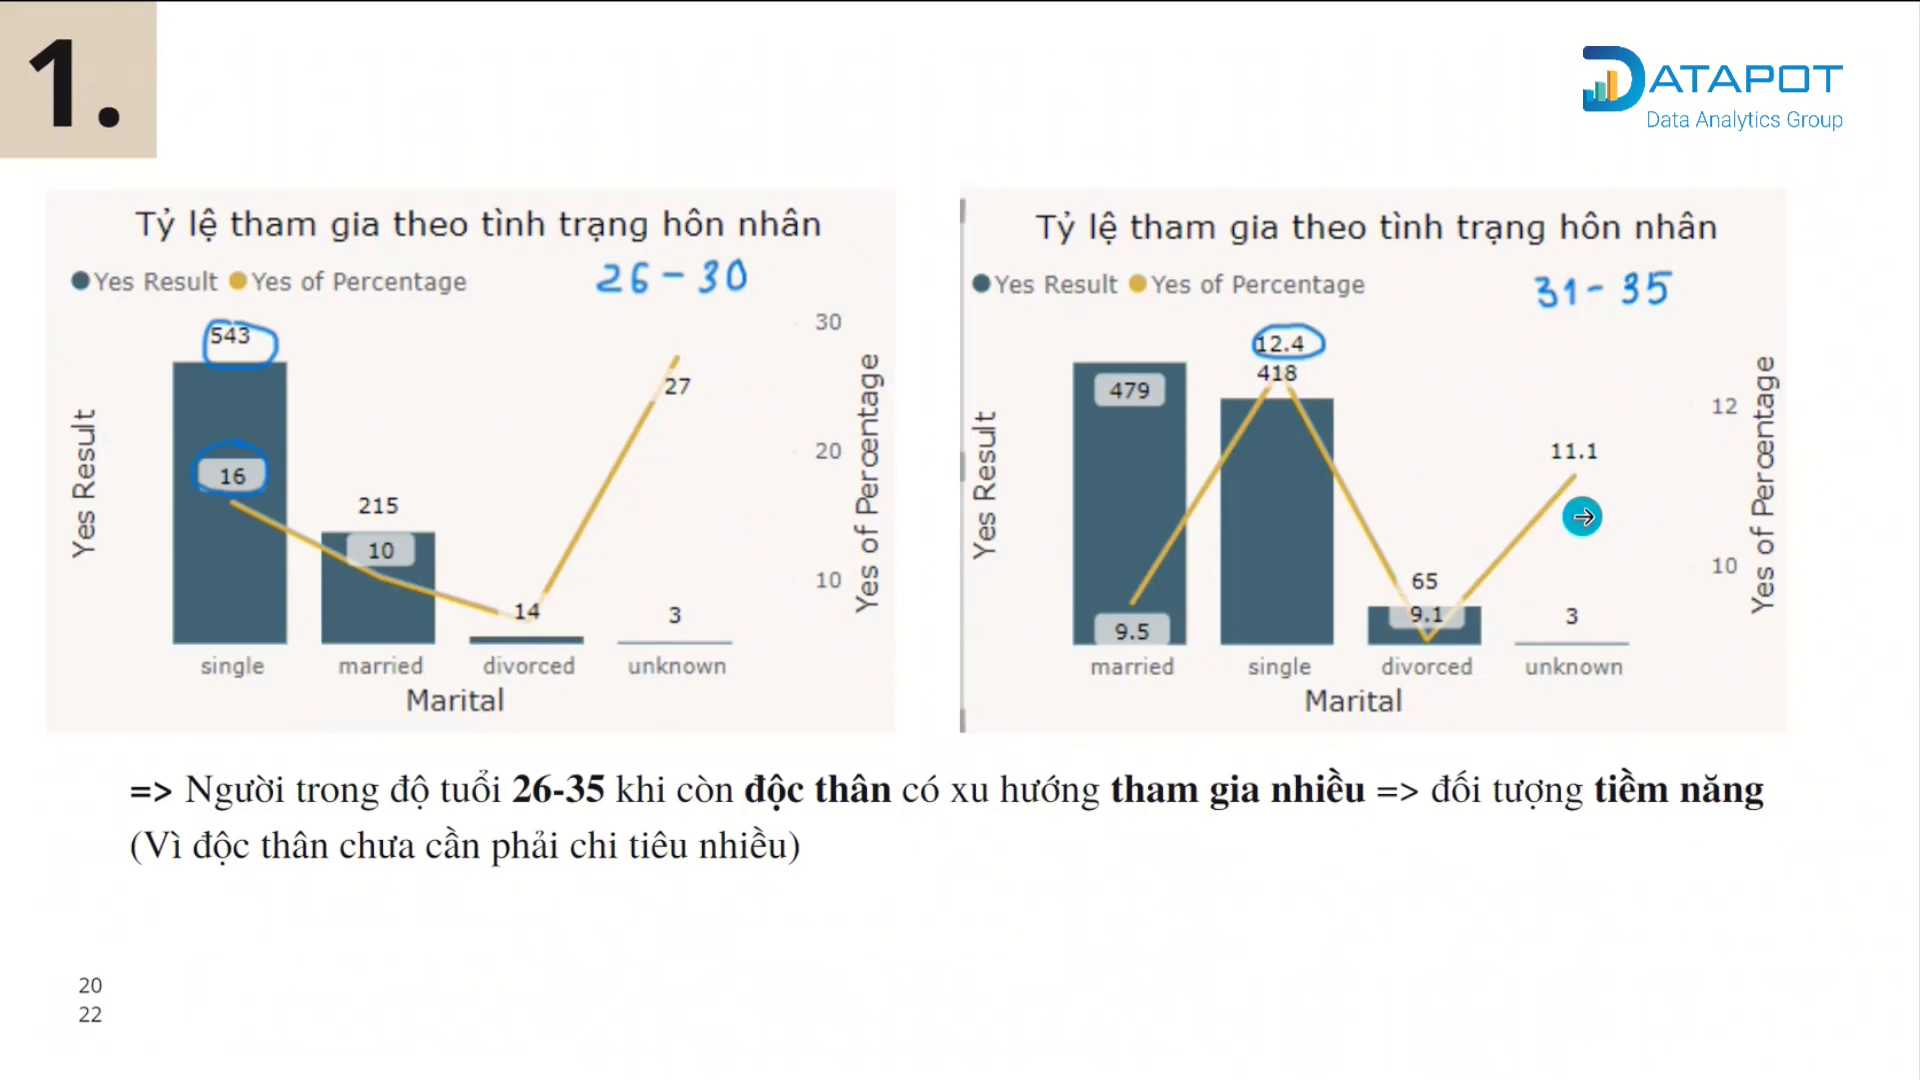 1.
DATAPOT
Data Analytics Group
Tỷ lệ tham gia theo tình trạng hôn nhân
Yes Result Yes of Percentage
26-30
543
16
215
10
14
27
3
30
20
10
Yes Result
Yes of Percentage
single married divorced unknown
Marital
Tỷ lệ tham gia theo tình trạng hôn nhân
Yes Result Yes of Percentage
31-35
479
9.5
12.4
418
65
9.1
11.1
3
12
10
Yes Result
Yes of Percentage
married single divorced unknown
Marital
=> Người trong độ tuổi 26-35 khi còn độc thân có xu hướng tham gia nhiều => đối tượng tiềm năng
(Vì độc thân chưa cần phải chi tiêu nhiều)
20
22